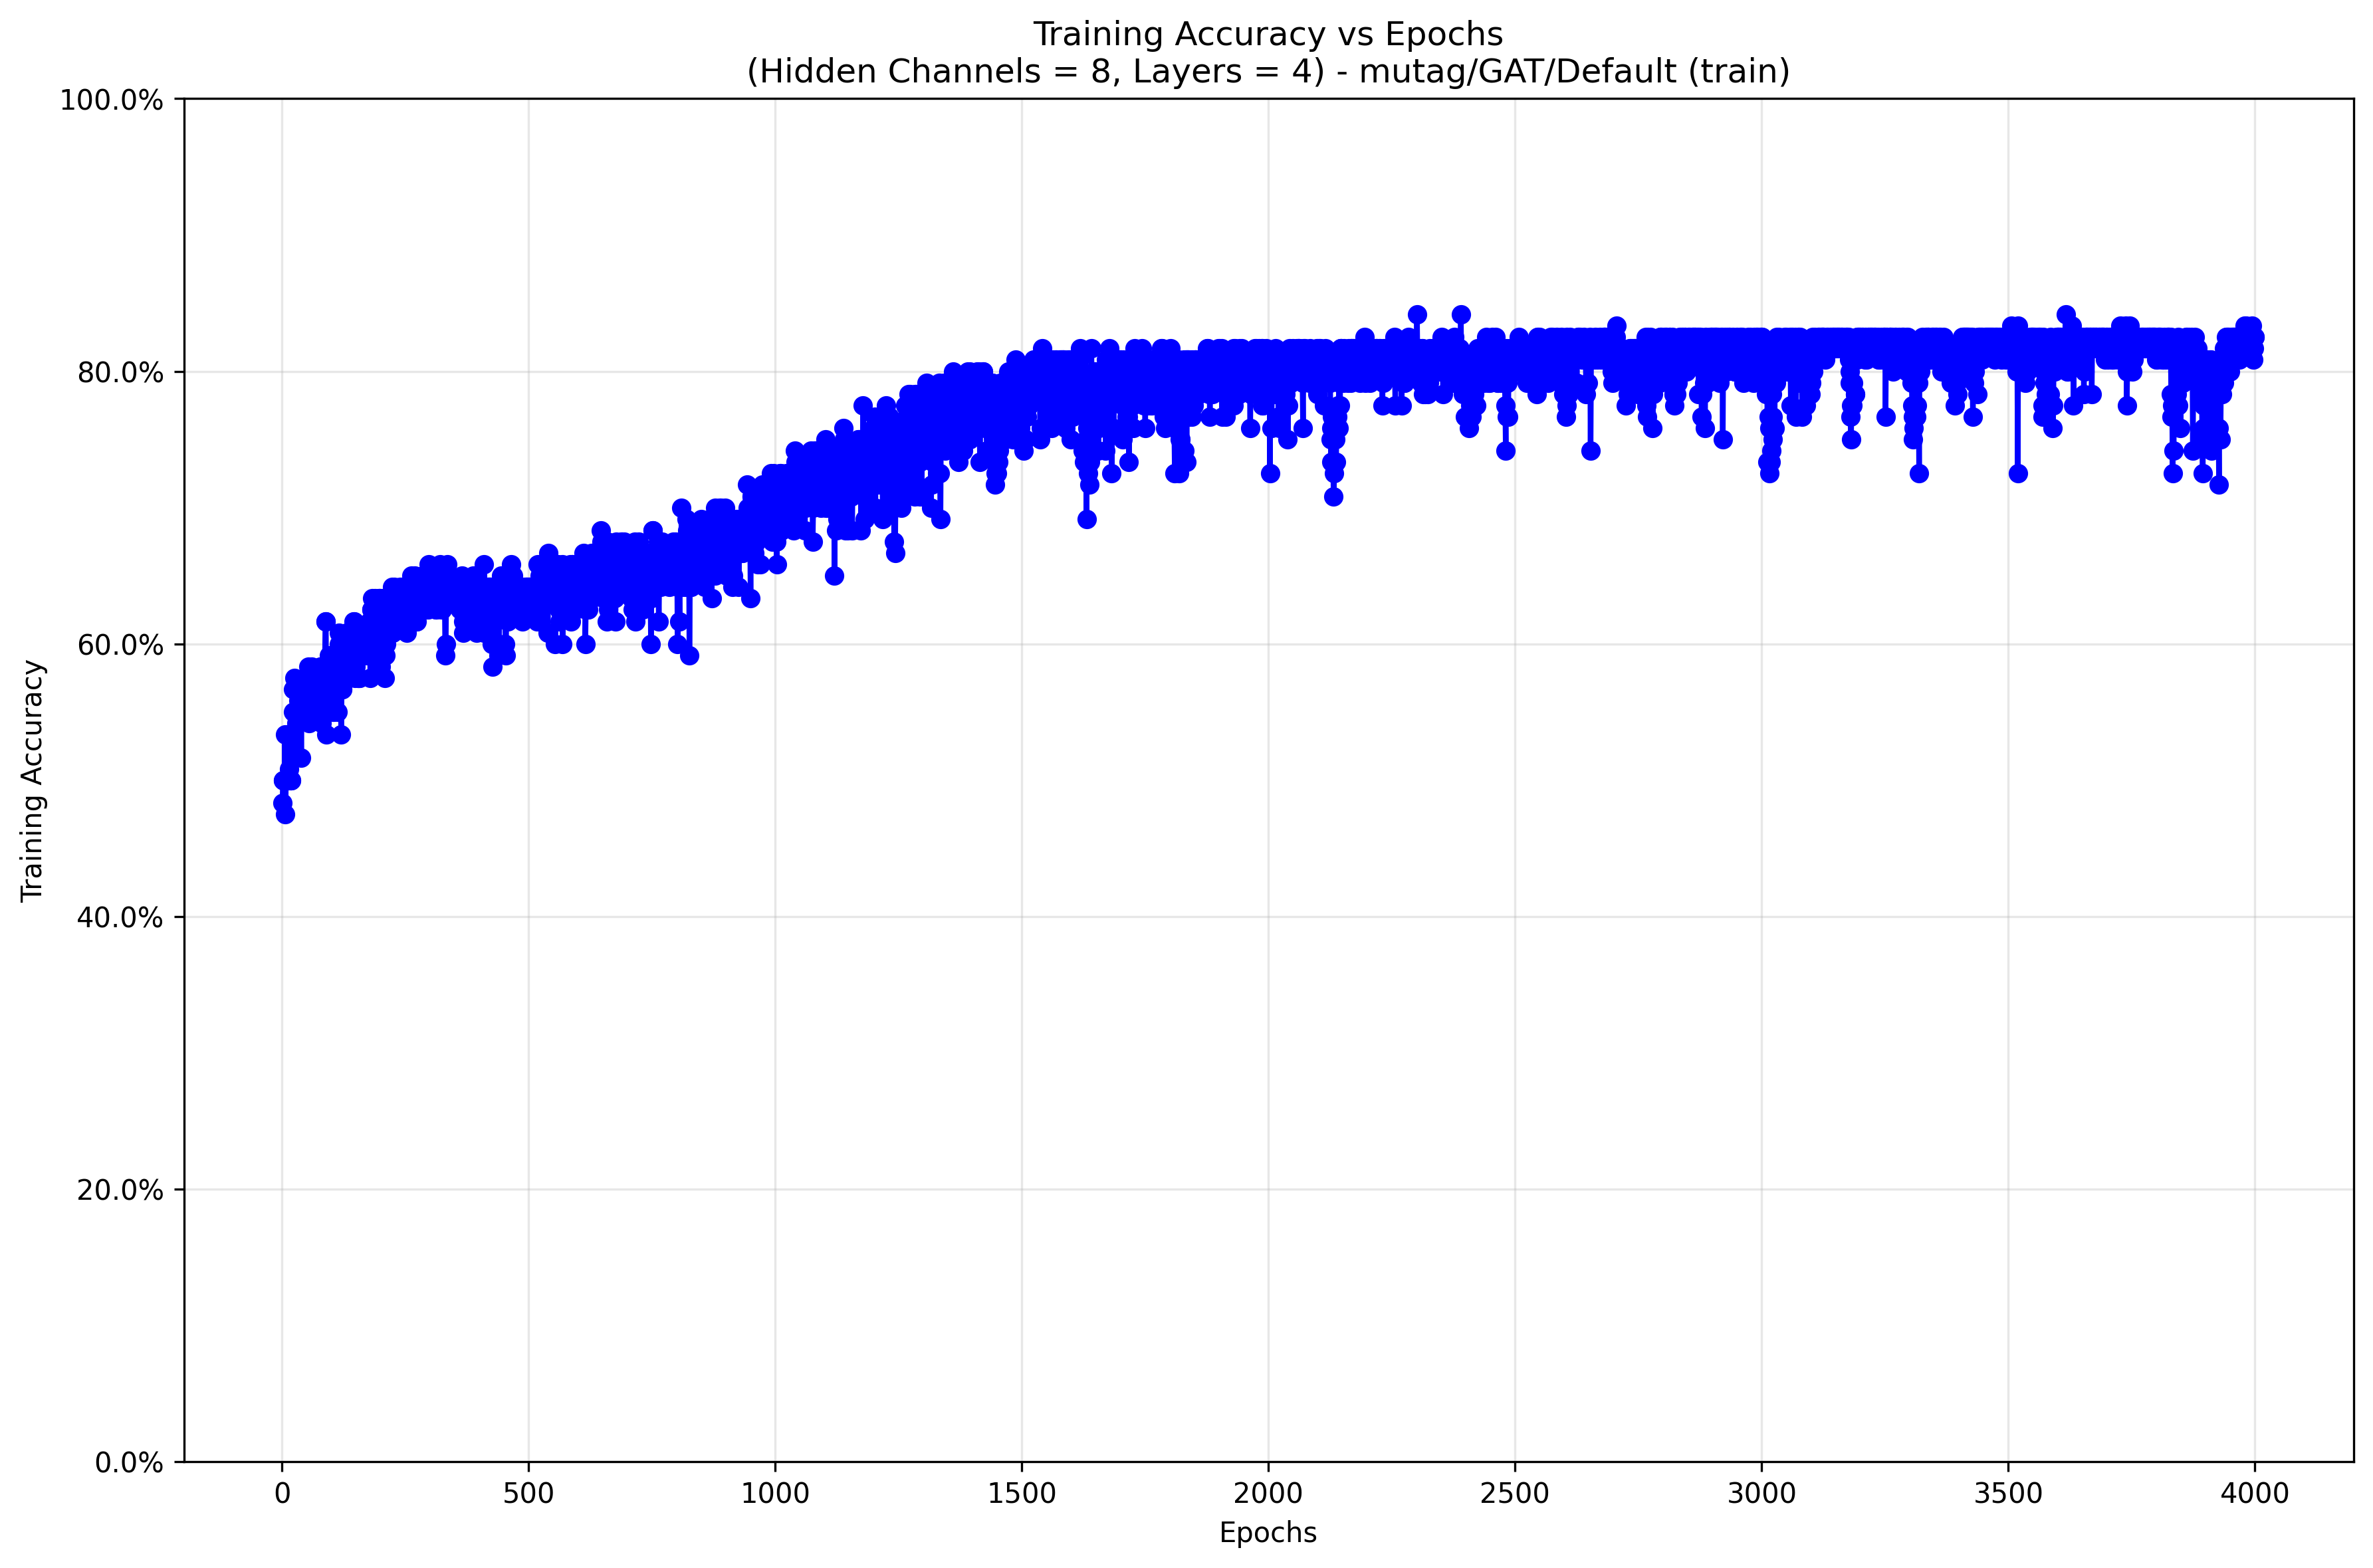 Training Accuracy vs Epochs
(Hidden Channels = 8, Layers = 4) - mutag/GAT/Default (train)
100.0%
80.0%
60.0%
40.0%
20.0%
0.0%
Training Accuracy
0 500 1000 1500 2000 2500 3000 3500 4000
Epochs